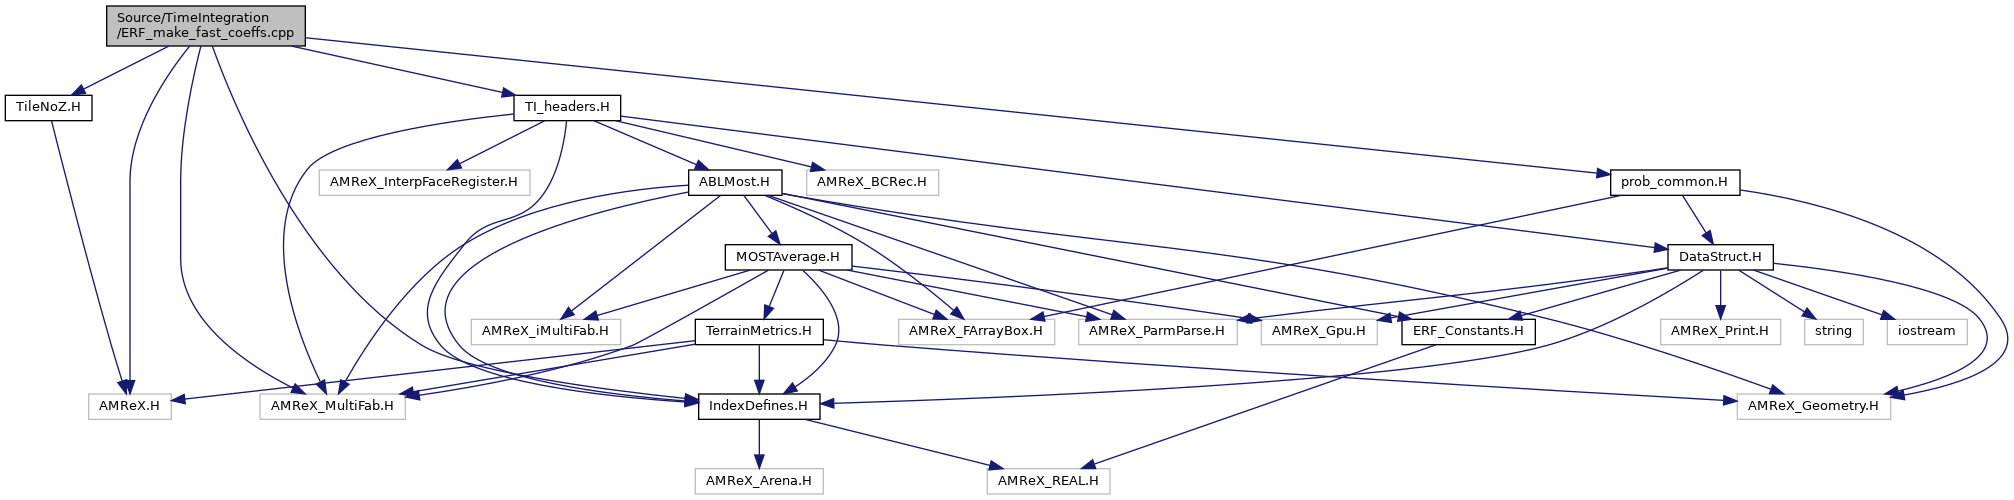 Source/TimeIntegration
/ERF_make_fast_coeffs.cpp
TileNoZ.H
TI_headers.H
AMReX_InterpFaceRegister.H
ABLMost.H
AMReX_BCRec.H
prob_common.H
MOSTAverage.H
DataStruct.H
AMReX_iMultiFab.H
TerrainMetrics.H
AMReX_FArrayBox.H
AMReX_ParmParse.H
AMReX_Gpu.H
ERF_Constants.H
AMReX_Print.H
string
iostream
AMReX.H
AMReX_MultiFab.H
IndexDefines.H
AMReX_Geometry.H
AMReX_Arena.H
AMReX_REAL.H